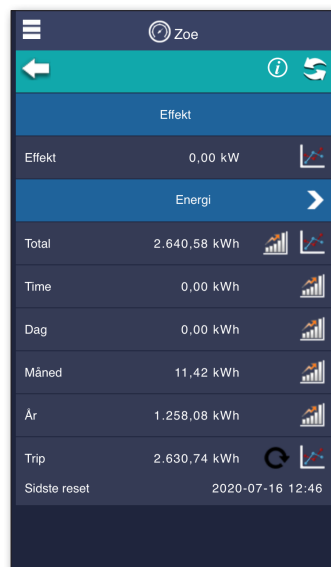 Zoe
Effekt
Effekt 0,00 kW
Energi
Total 2.640,58 kWh
Time 0,00 kWh
Dag 0,00 kWh
Måned 11,42 kWh
År 1.258,08 kWh
Trip 2.630,74 kWh
Sidste reset 2020-07-16 12:46